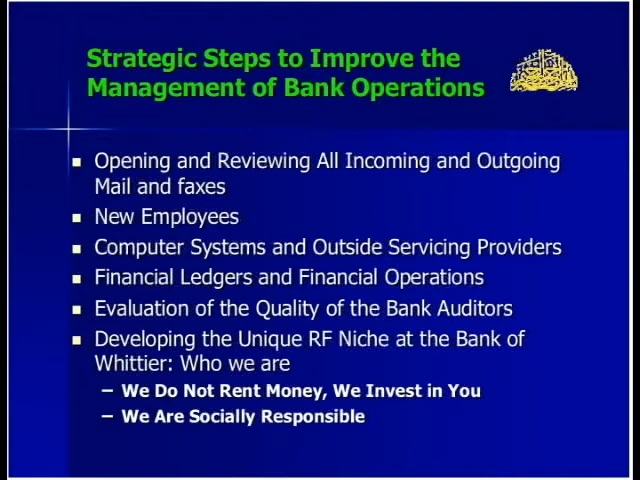 Strategic Steps to Improve the
Management of Bank Operations
Opening and Reviewing All Incoming and Outgoing
Mail and faxes
New Employees
Computer Systems and Outside Servicing Providers
Financial Ledgers and Financial Operations
Evaluation of the Quality of the Bank Auditors
Developing the Unique RF Niche at the Bank of
Whittier: Who we are
– We Do Not Rent Money, We Invest in You
– We Are Socially Responsible